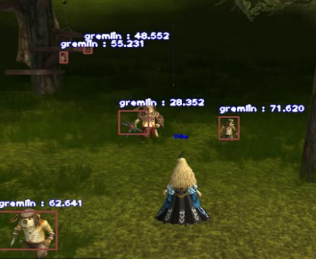 gremlin : 48.552
gremlin : 55.231
gremlin : 28.352
gremlin : 71.620
gremlin : 62.641